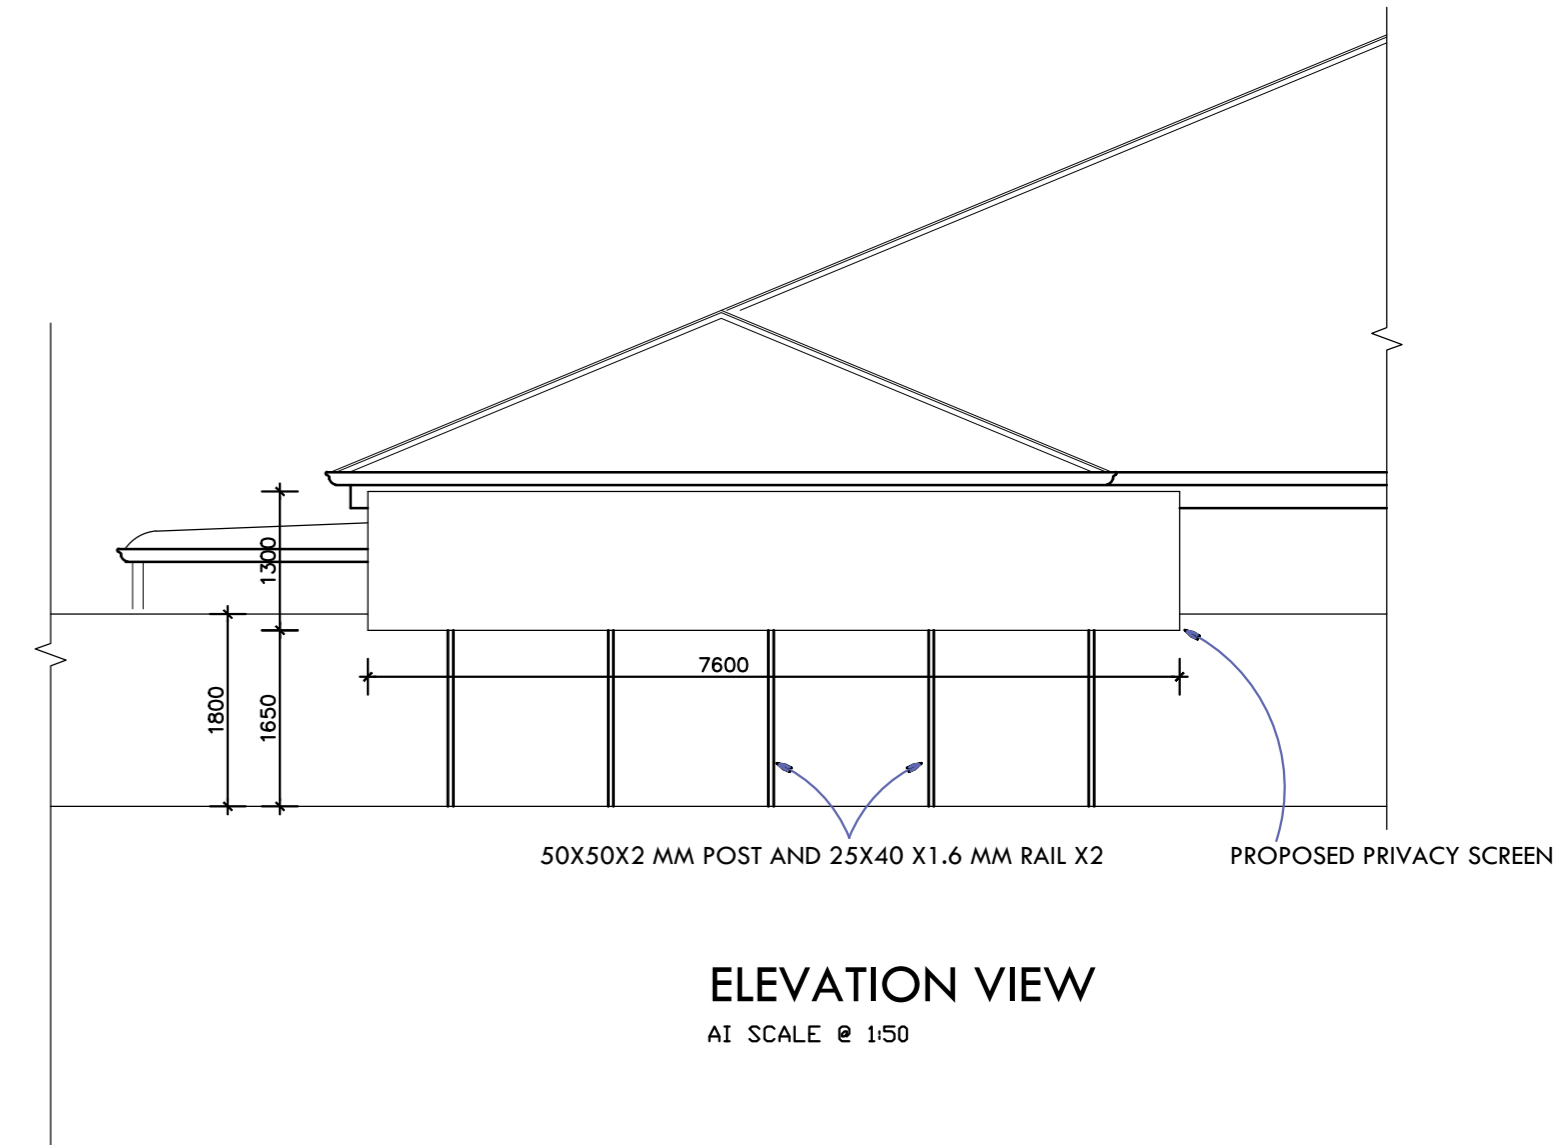 1300
7600
1800
1650
50X50X2 MM POST AND 25X40 X1.6 MM RAIL X2
PROPOSED PRIVACY SCREEN
ELEVATION VIEW
AI SCALE @ 1:50